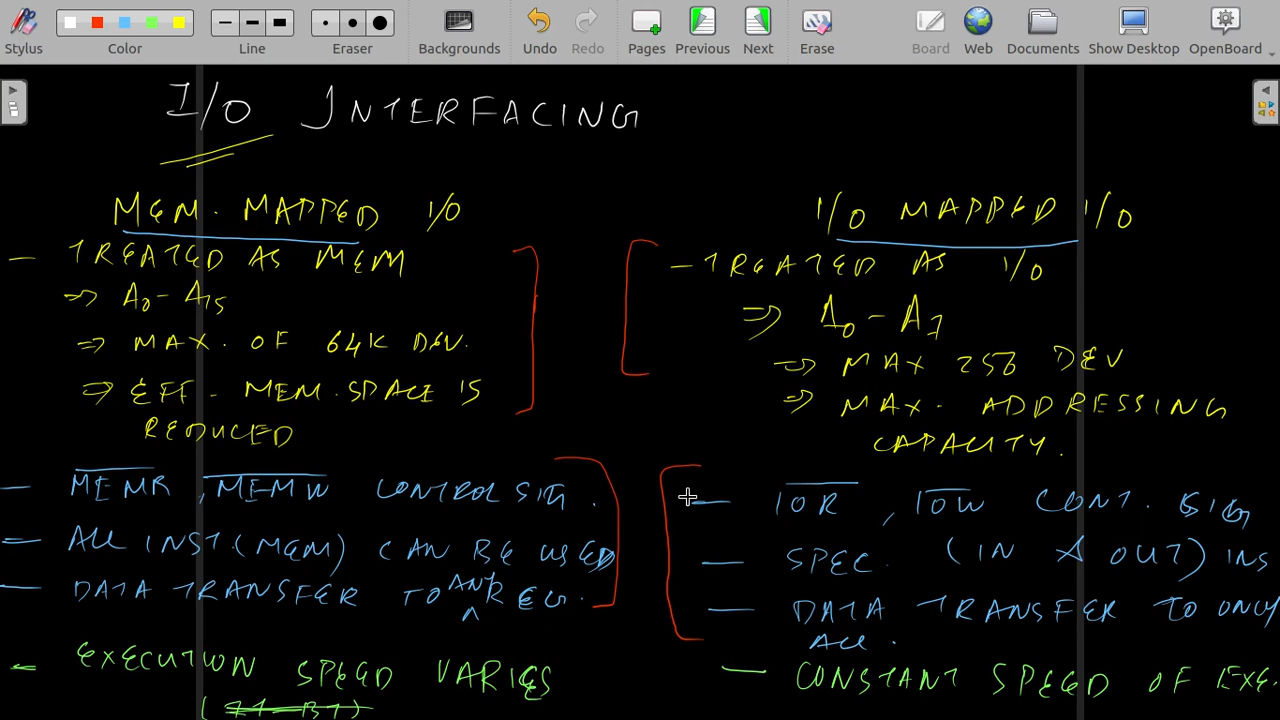 Stylus Color Line Eraser Backgrounds Undo Redo Pages Previous Next Erase Board Web Documents Show Desktop OpenBoard
I/O INTERFACING
MEM. MAPPED I/O
- TREATED AS MEM
⇒ A0 - A15
⇒ MAX. OF 64K DEV.
⇒ EFF - MEM. SPACE IS
REDUCED
- MEMR, MEMW CONTROL SIG.
- ALL INST. (MEM) CAN BE USED
- DATA TRANSFER TO ANY REG.
- EXECUTION SPEED VARIES
I/O MAPPED I/O
- TREATED AS I/O
⇒ A0 - A7
⇒ MAX 256 DEV
⇒ MAX. ADDRESSING
CAPACITY.
- IOR, IOW CONT. SIG
- SPEC. (IN & OUT) INS
- DATA TRANSFER TO ONLY
ACC.
- CONSTANT SPEED OF EXE.